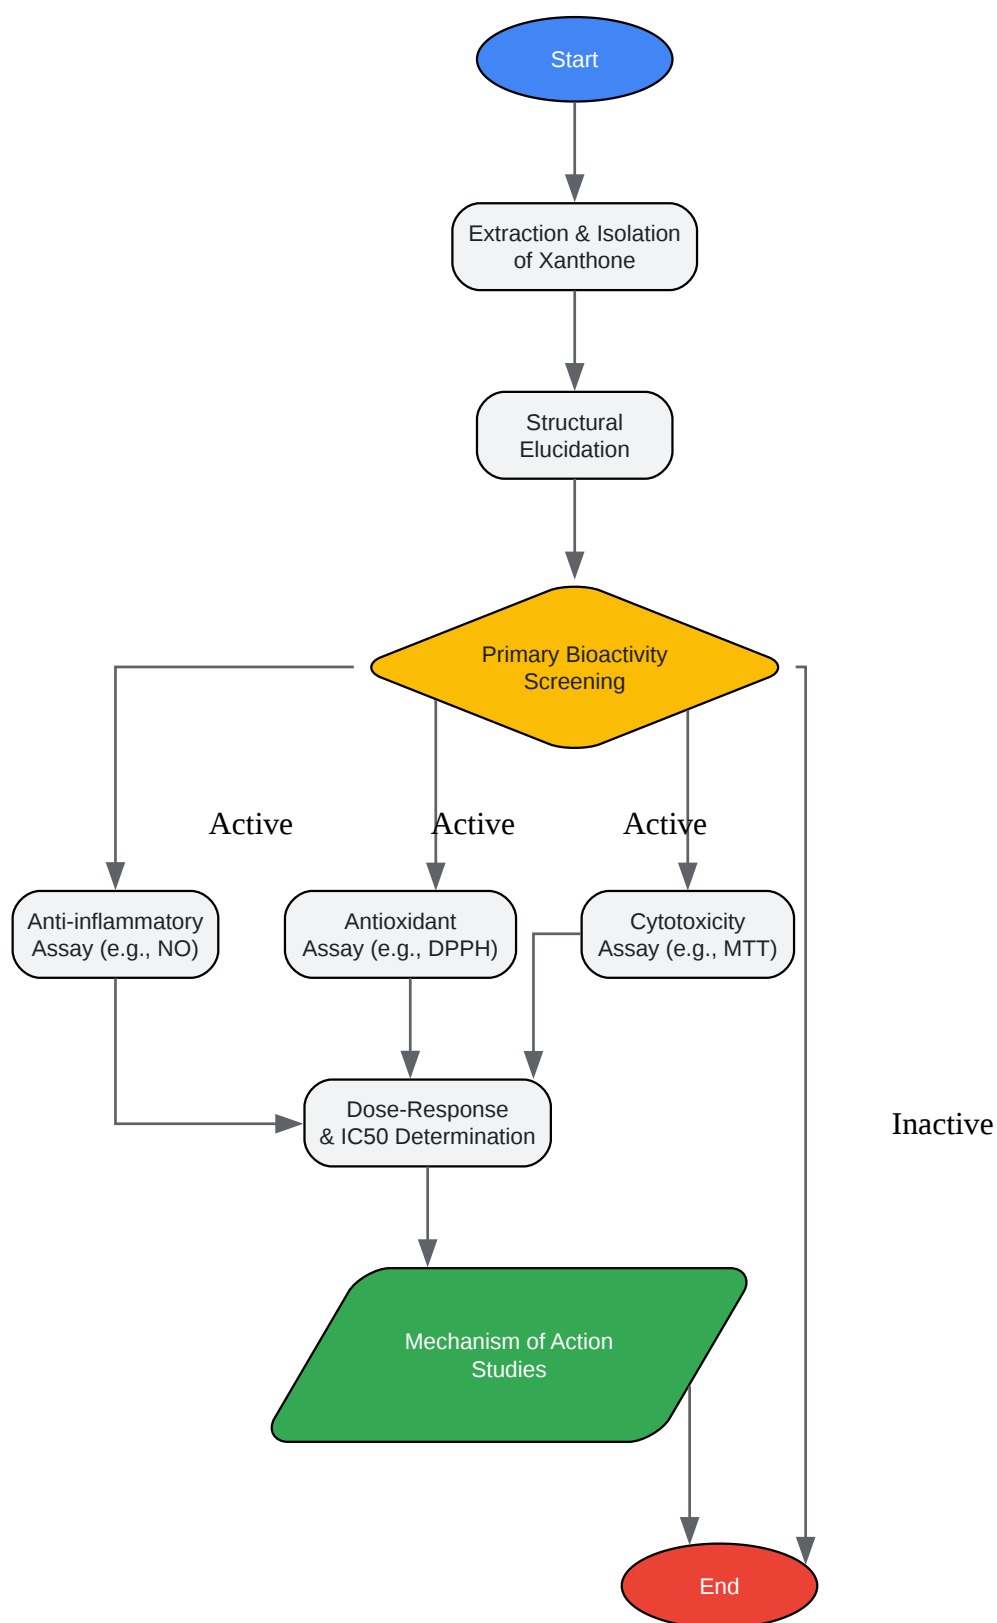 Start
Extraction & Isolation
of Xanthone
Structural
Elucidation
Primary Bioactivity
Screening
Active
Active
Active
Anti-inflammatory
Assay (e.g., NO)
Antioxidant
Assay (e.g., DPPH)
Cytotoxicity
Assay (e.g., MTT)
Dose-Response
& IC50 Determination
Inactive
Mechanism of Action
Studies
End